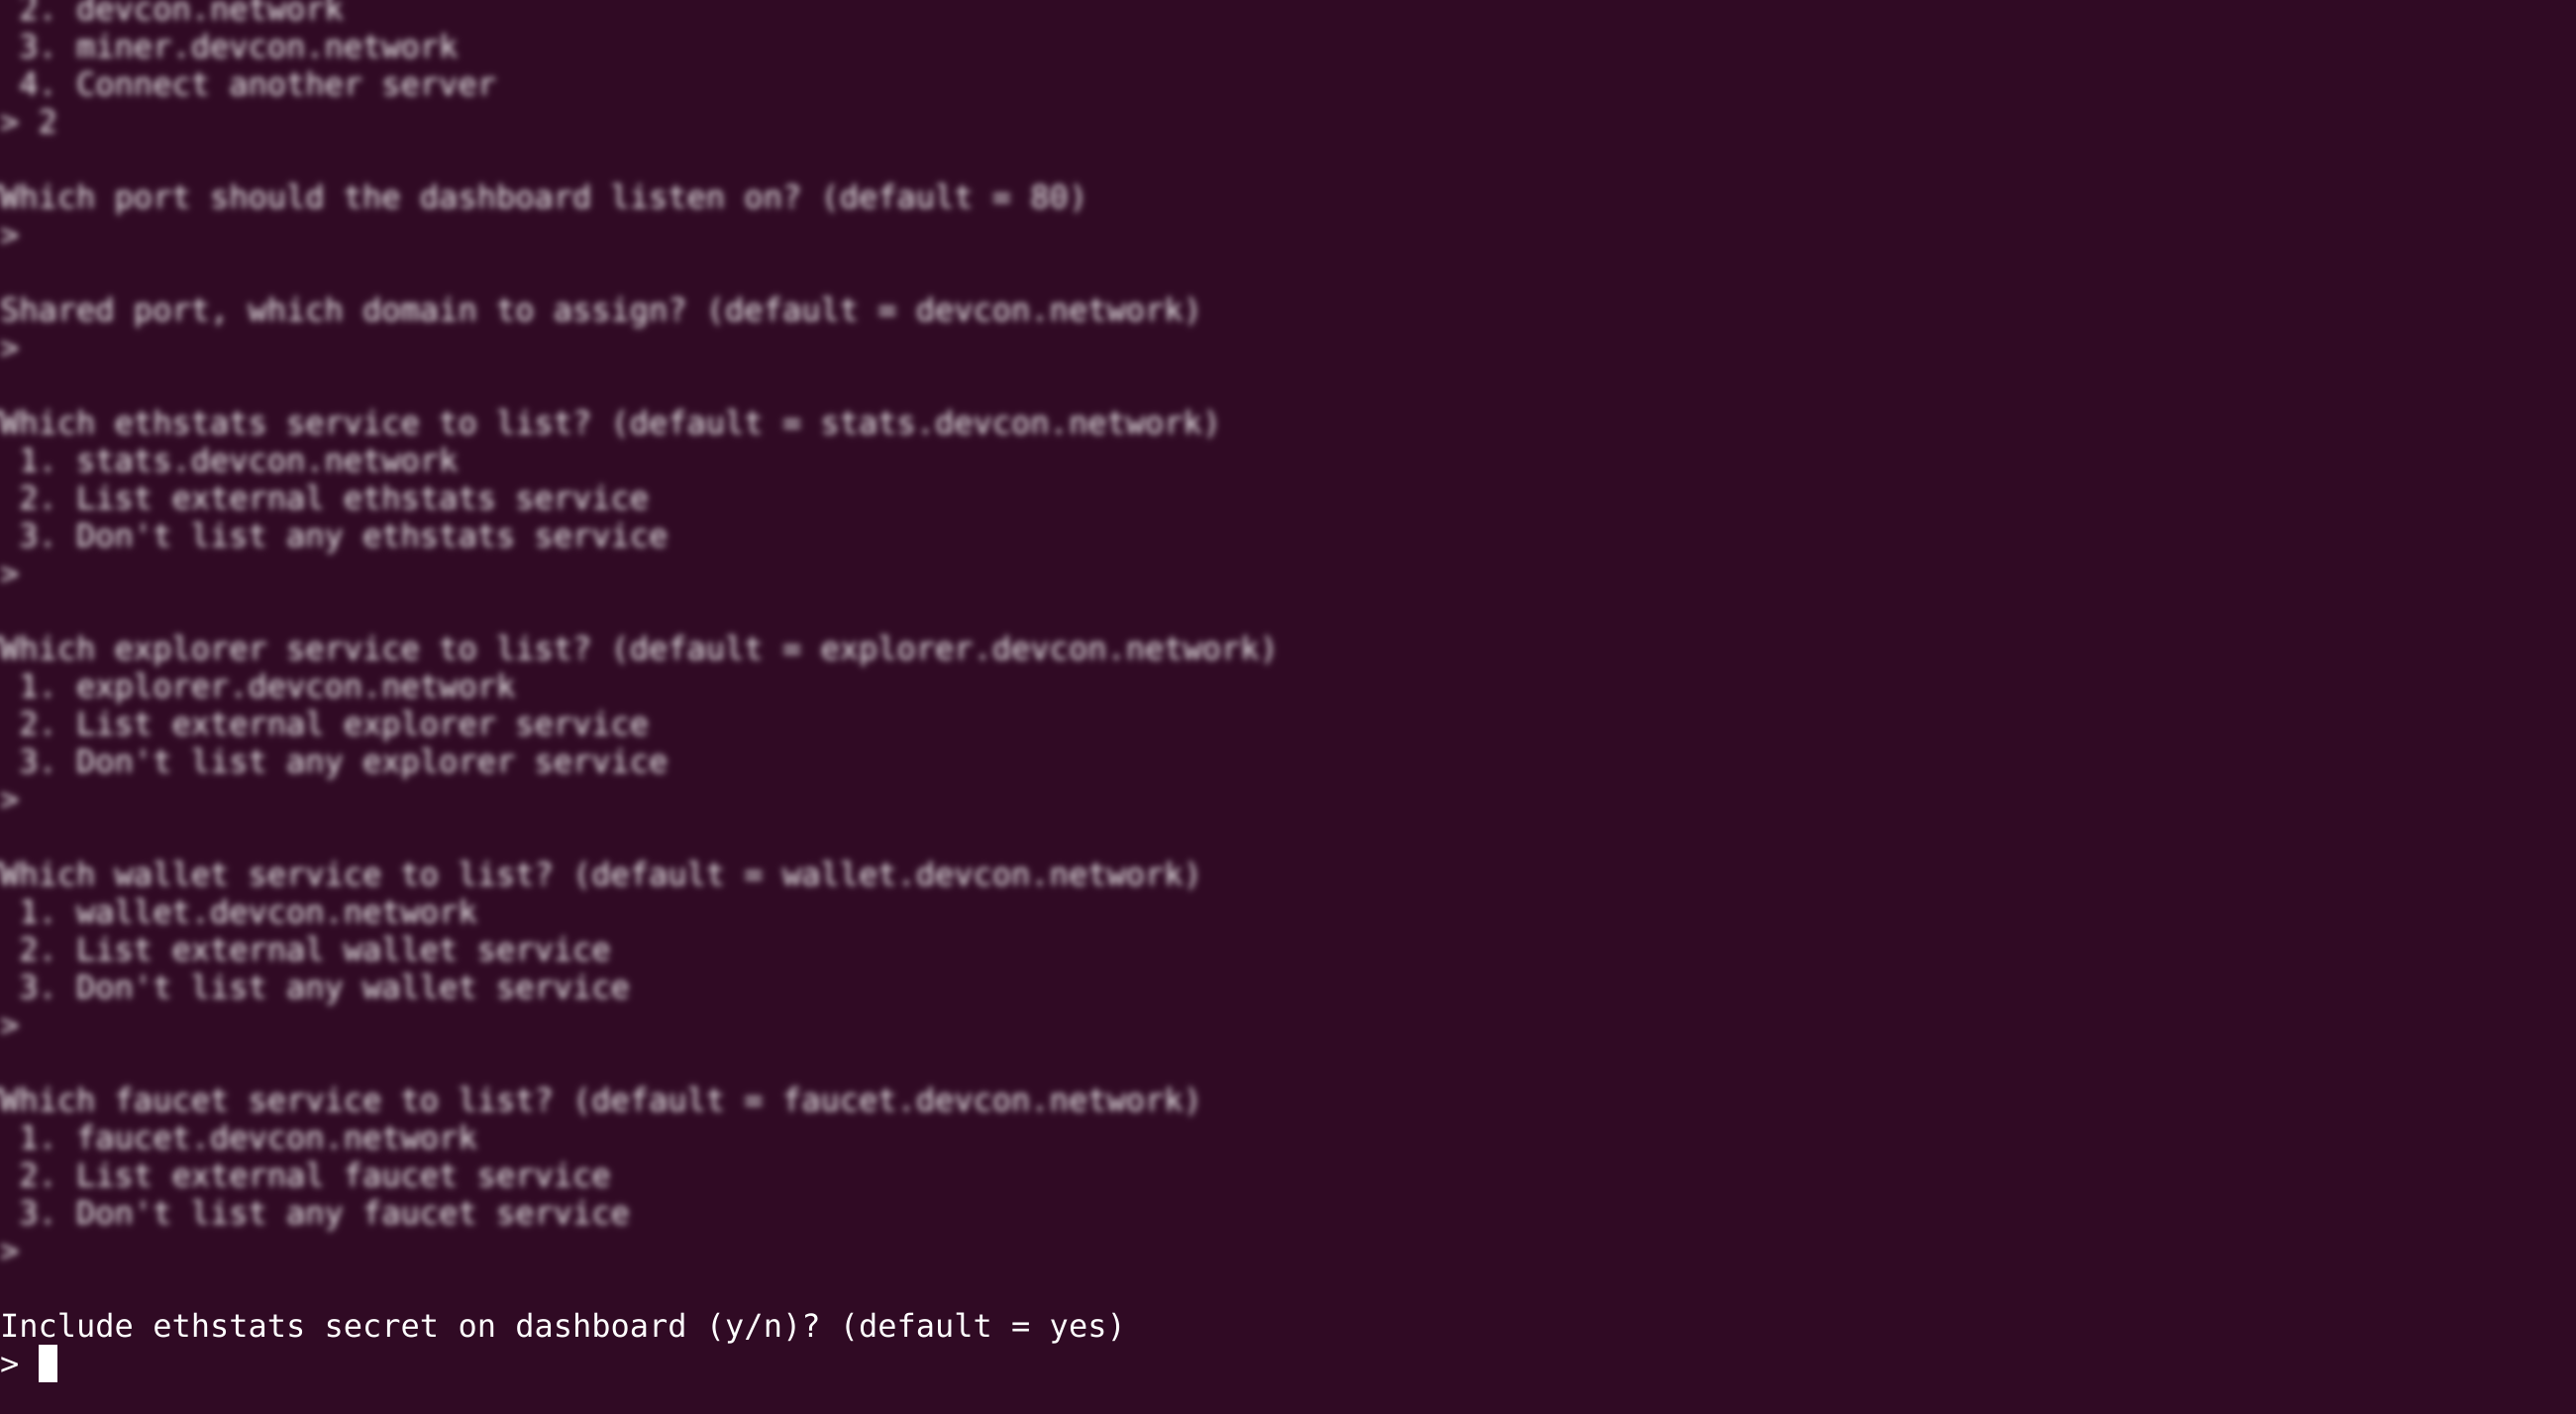 2. devcon.network
3. miner.devcon.network
4. Connect another server
> 2
Which port should the dashboard listen on? (default = 80)
>
Shared port, which domain to assign? (default = devcon.network)
>
Which ethstats service to list? (default = stats.devcon.network)
1. stats.devcon.network
2. List external ethstats service
3. Don't list any ethstats service
>
Which explorer service to list? (default = explorer.devcon.network)
1. explorer.devcon.network
2. List external explorer service
3. Don't list any explorer service
>
Which wallet service to list? (default = wallet.devcon.network)
1. wallet.devcon.network
2. List external wallet service
3. Don't list any wallet service
>
Which faucet service to list? (default = faucet.devcon.network)
1. faucet.devcon.network
2. List external faucet service
3. Don't list any faucet service
>
Include ethstats secret on dashboard (y/n)? (default = yes)
>